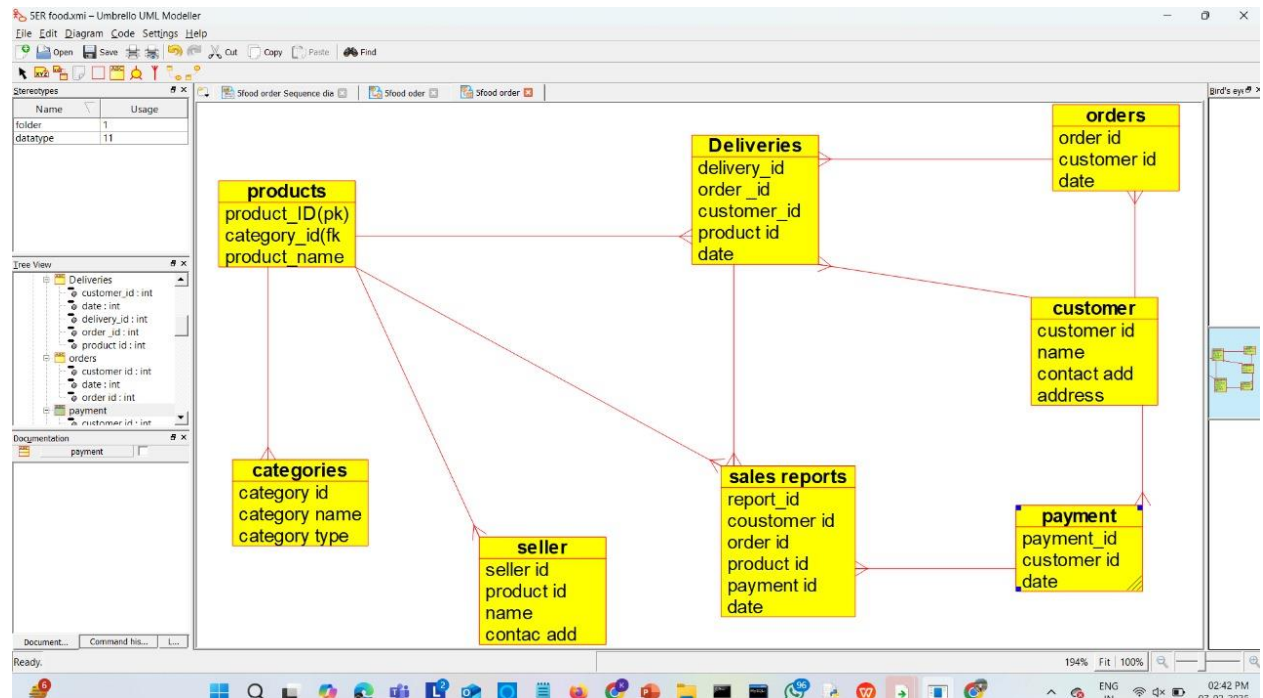 5ER food.xmi – Umbrello UML Modeller
File Edit Diagram Code Settings Help
Open Save Cut Copy Paste Find
Stereotypes
Name Usage
folder 1
datatype 11
5food order Sequence dia 5food oder 5food order
Bird's eye
Tree View
Deliveries
customer_id : int
date : int
delivery_id : int
order _id : int
product id : int
orders
customer id : int
date : int
order id : int
payment
customer id : int
Documentation
payment
Document... Command his... L...
products
product_ID(pk)
category_id(fk
product_name
Deliveries
delivery_id
order _id
customer_id
product id
date
orders
order id
customer id
date
customer
customer id
name
contact add
address
categories
category id
category name
category type
seller
seller id
product id
name
contac add
sales reports
report_id
coustomer id
order id
product id
payment id
date
payment
payment_id
customer id
date
Ready.
194% Fit 100%
ENG
IN
02:42 PM